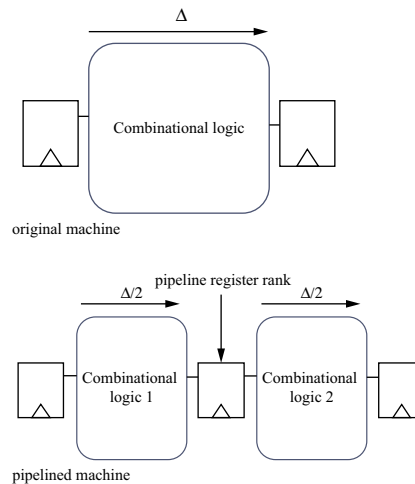 Δ
Combinational logic
original machine
pipeline register rank
Δ/2
Δ/2
Combinational
logic 1
Combinational
logic 2
pipelined machine